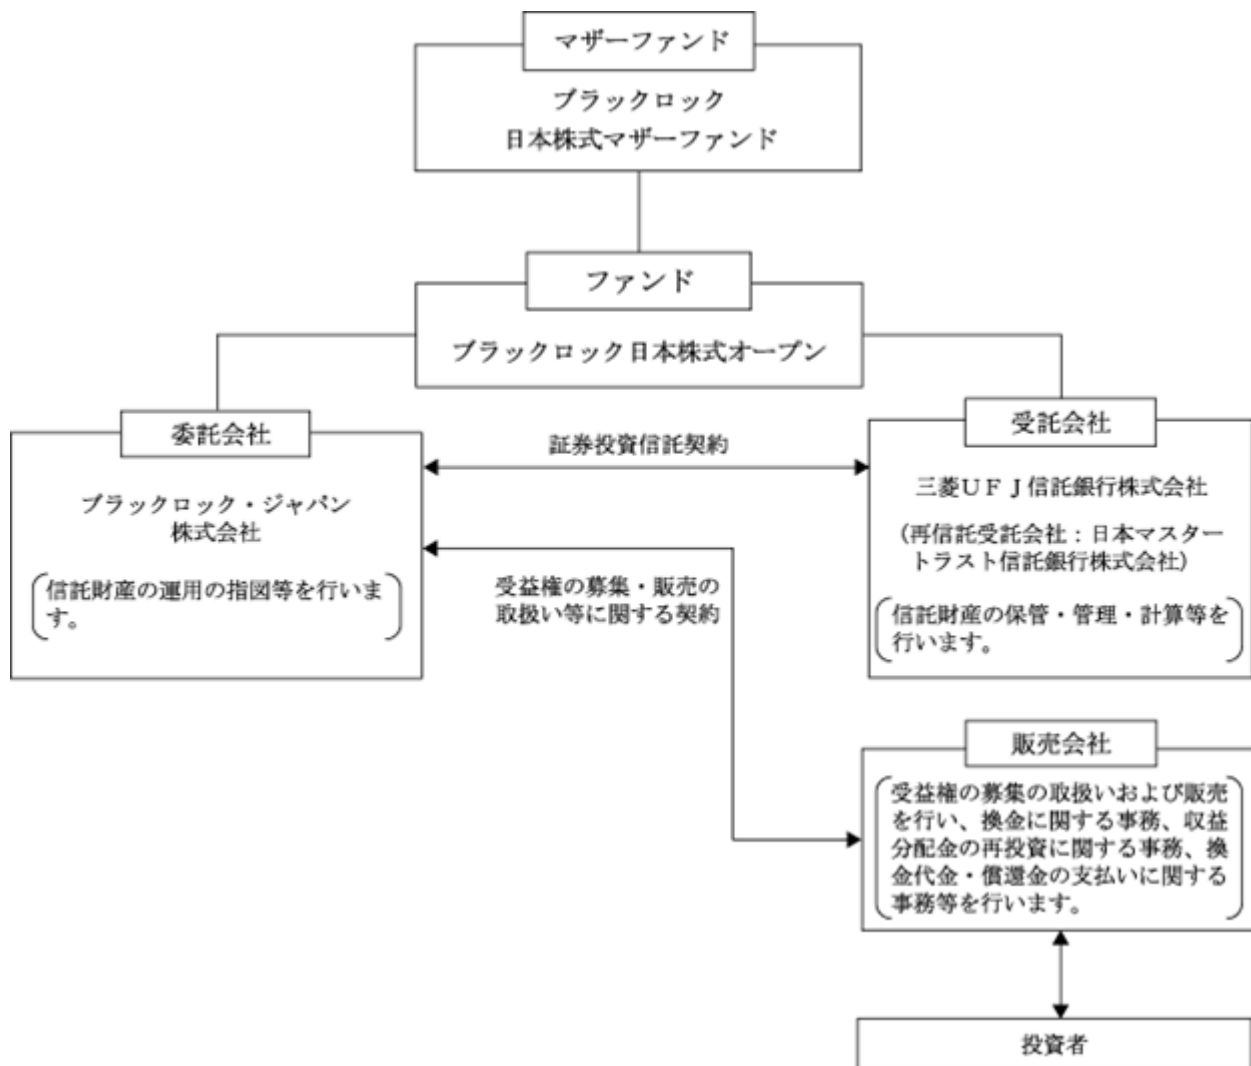 マザーファンド
ブラックロック
日本株式マザーファンド
ファンド
ブラックロック日本株式オープン
委託会社
ブラックロック・ジャパン
株式会社
信託財産の運用の指図等を行いま
す。
証券投資信託契約
受益権の募集・販売の
取扱い等に関する契約
受託会社
三菱ＵＦＪ信託銀行株式会社
（再信託受託会社：日本マスター
トラスト信託銀行株式会社）
信託財産の保管・管理・計算等を
行います。
販売会社
受益権の募集の取扱いおよび販売
を行い、換金に関する事務、収益
分配金の再投資に関する事務、換
金代金・償還金の支払いに関する
事務等を行います。
投資者